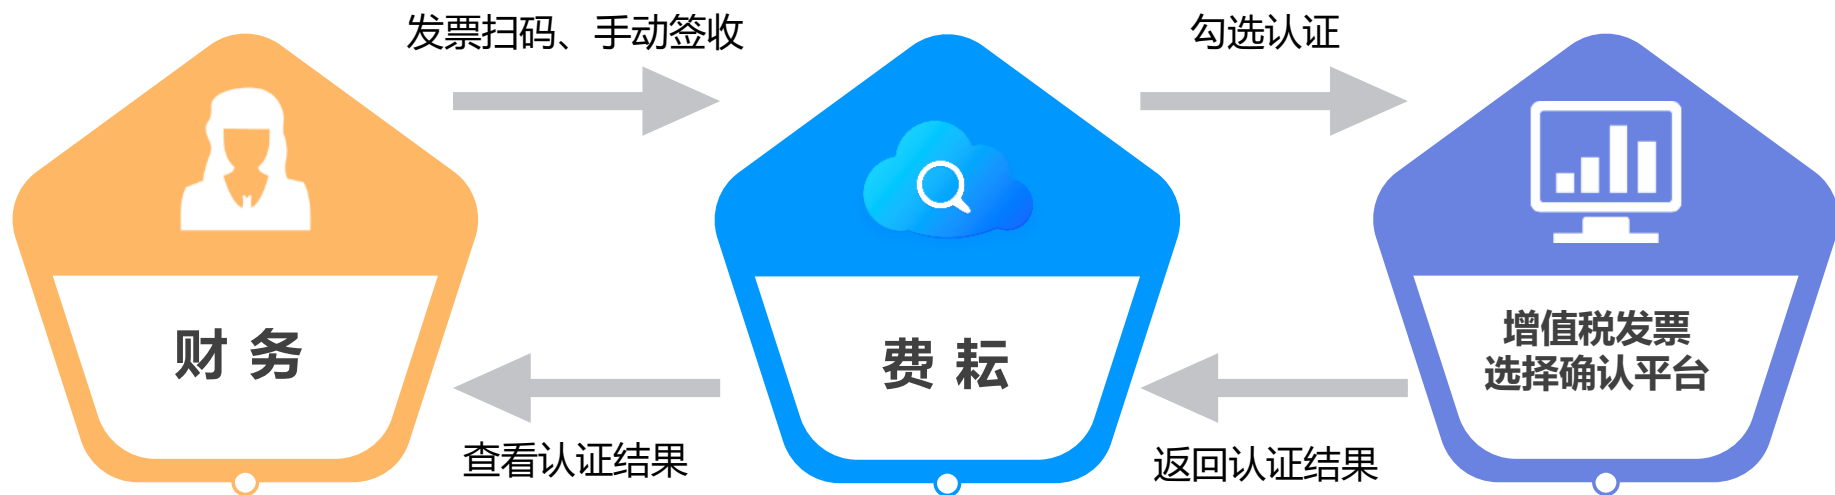 发票扫码、手动签收
勾选认证
财务
费耘
增值税发票
选择确认平台
查看认证结果
返回认证结果